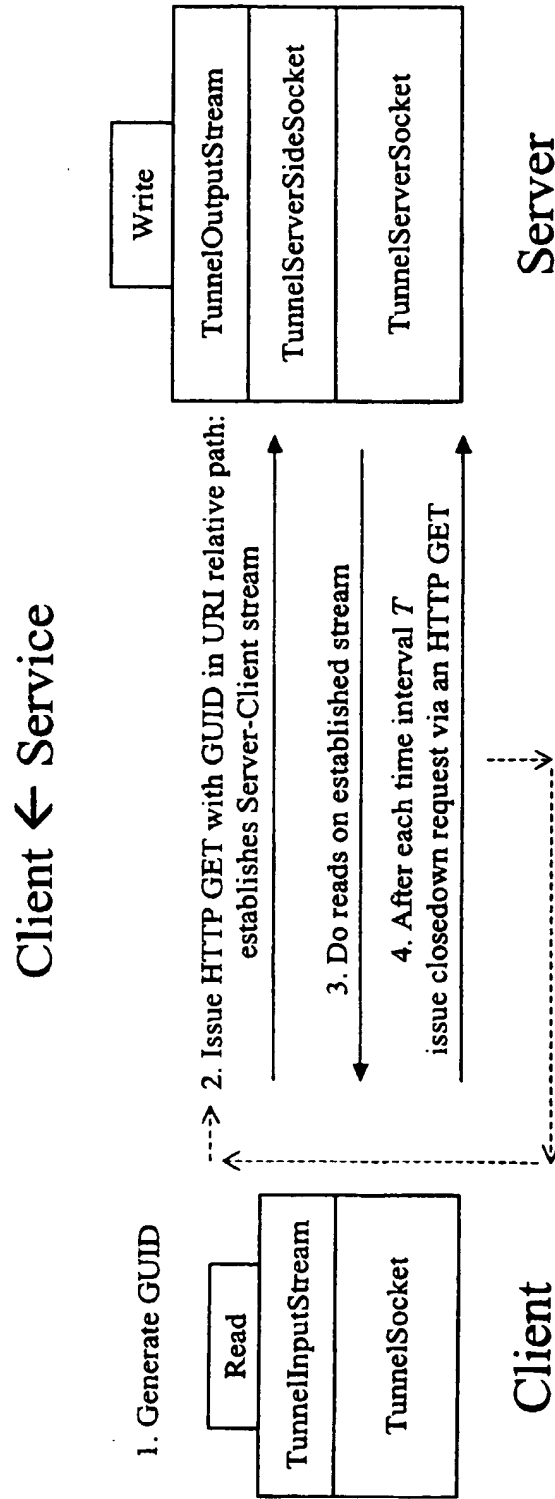 Client ← Service
1. Generate GUID
Read
TunnelInputStream
TunnelSocket
Client
2. Issue HTTP GET with GUID in URI relative path:
establishes Server-Client stream
3. Do reads on established stream
4. After each time interval T
issue closedown request via an HTTP GET
Write
TunnelOutputStream
TunnelServerSideSocket
TunnelServerSocket
Server